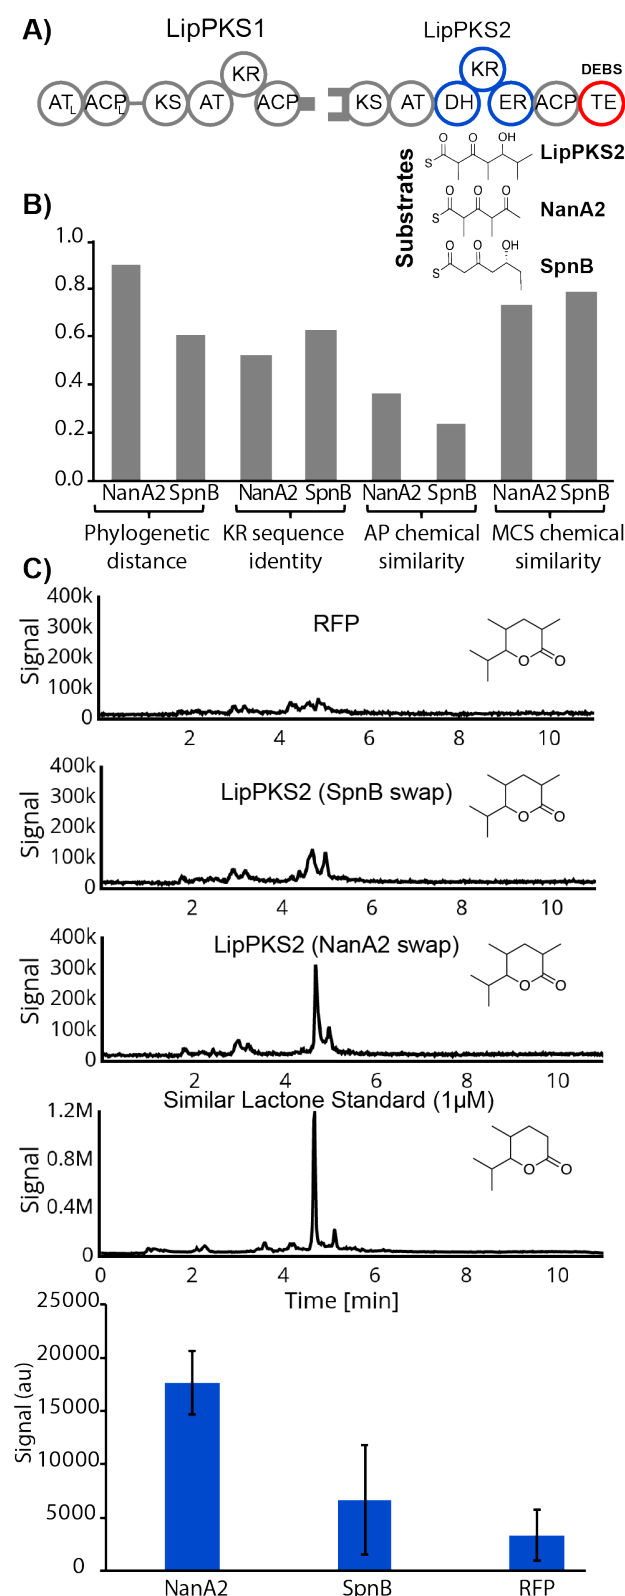 A)
LipPKS1
LipPKS2
DEBS
KR
KR
ATL
ACPL
KS
AT
ACP
KS
AT
DH
ER
ACP
TE
Substrates
O
O
OH
S
LipPKS2
O
O
O
S
NanA2
O
O
OH
S
SpnB
B)
1.0
0.8
0.6
0.4
0.2
0.0
NanA2 SpnB NanA2 SpnB NanA2 SpnB NanA2 SpnB
Phylogenetic distance
KR sequence identity
AP chemical similarity
MCS chemical similarity
C)
Signal
400k
300k
200k
100k
0
RFP
O
O
2 4 6 8 10
Signal
400k
300k
200k
100k
0
LipPKS2 (SpnB swap)
O
O
2 4 6 8 10
Signal
400k
300k
200k
100k
0
LipPKS2 (NanA2 swap)
O
O
2 4 6 8 10
Similar Lactone Standard (1µM)
Signal
1.2M
0.8M
0.4M
0
O
O
0 2 4 6 8 10
Time [min]
Signal (au)
25000
20000
15000
10000
5000
0
NanA2 SpnB RFP